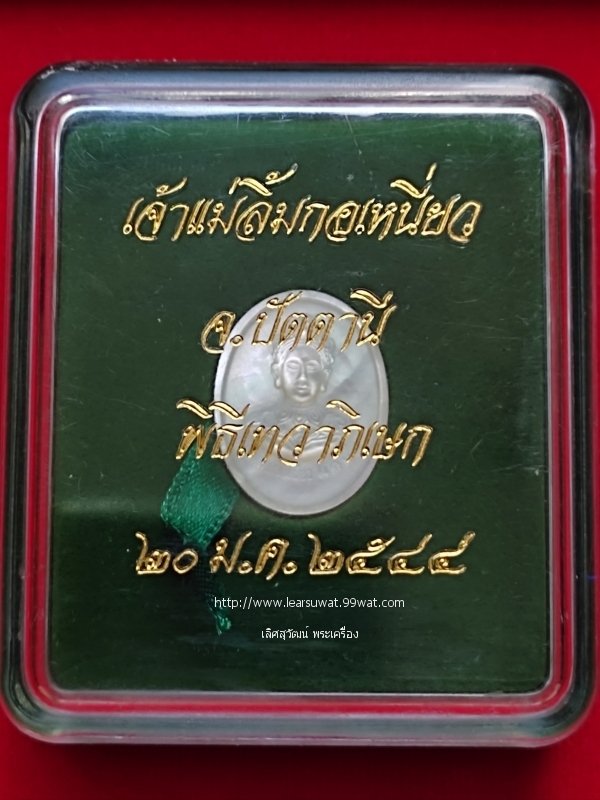 เจ้าแม่ลิ้มกอเหนี่ยว
จ.ปัตตานี
พิธีเทวาภิเษก
๒๐ ม.ค. ๒๕๔๔
http://www.learsuwat.99wat.com
เลิศสุวัฒน์ พระเครื่อง